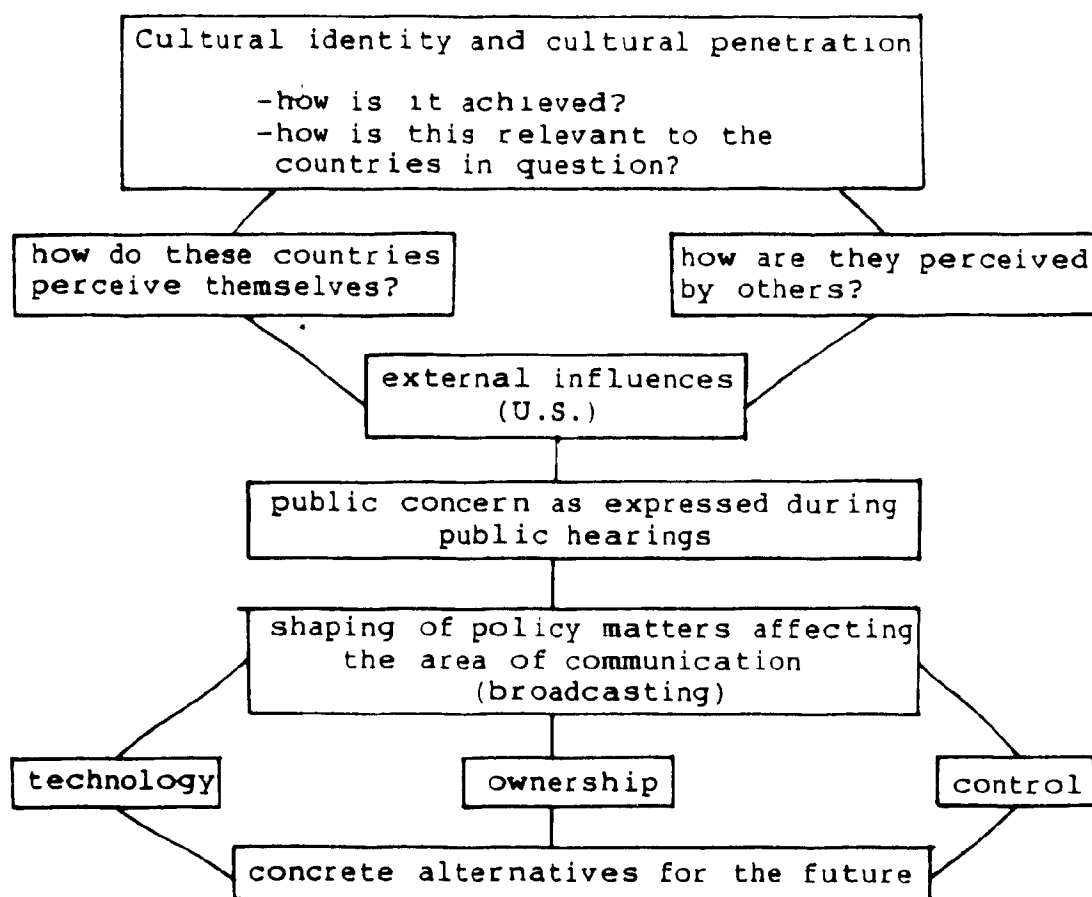 Cultural identity and cultural penetration
-how is it achieved?
-how is this relevant to the
countries in question?
how do these countries
perceive themselves?
how are they perceived
by others?
external influences
(U.S.)
public concern as expressed during
public hearings
shaping of policy matters affecting
the area of communication
(broadcasting)
technology
ownership
control
concrete alternatives for the future